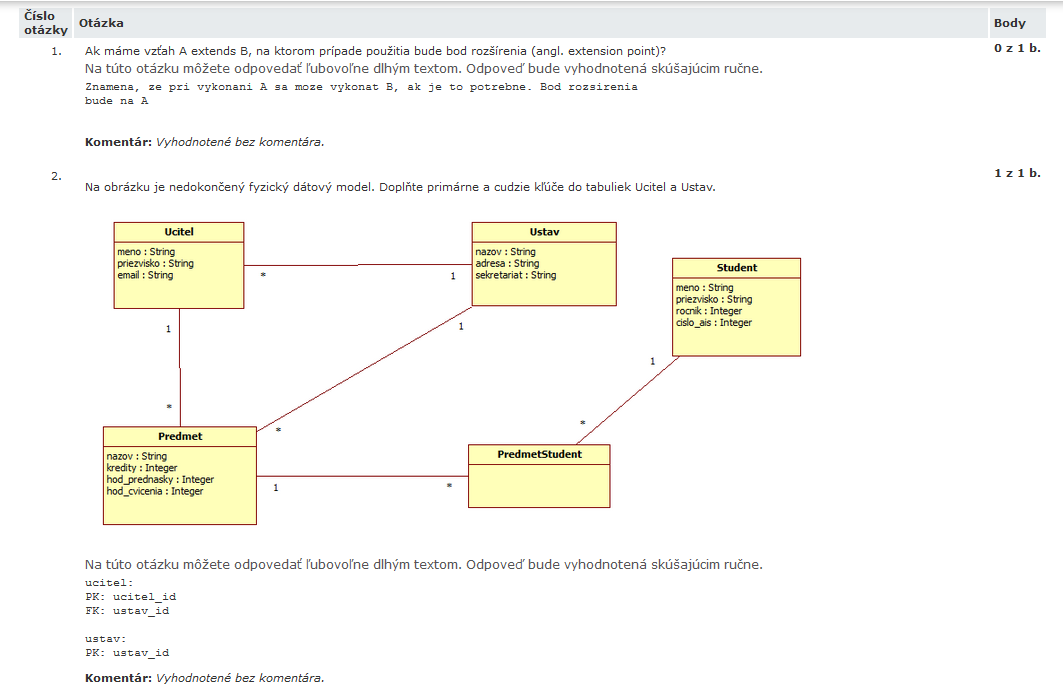 Číslo otázky Otázka Body
1. Ak máme vzťah A extends B, na ktorom prípade použitia bude bod rozšírenia (angl. extension point)? 0 z 1 b.
Na túto otázku môžete odpovedať ľubovoľne dlhým textom. Odpoveď bude vyhodnotená skúšajúcim ručne.
Znamena, ze pri vykonani A sa moze vykonat B, ak je to potrebne. Bod rozsirenia
bude na A
Komentár: Vyhodnotené bez komentára.
2. Na obrázku je nedokončený fyzický dátový model. Doplňte primárne a cudzie kľúče do tabuliek Ucitel a Ustav. 1 z 1 b.
Ucitel
meno : String
priezvisko : String
email : String
* 1
Ustav
nazov : String
adresa : String
sekretariat : String
Student
meno : String
priezvisko : String
rocnik : Integer
cislo_ais : Integer
1 1
1
* *
*
Predmet
nazov : String
kredity : Integer
hod_prednasky : Integer
hod_cvicenia : Integer
1 *
PredmetStudent
Na túto otázku môžete odpovedať ľubovoľne dlhým textom. Odpoveď bude vyhodnotená skúšajúcim ručne.
ucitel:
PK: ucitel_id
FK: ustav_id
ustav:
PK: ustav_id
Komentár: Vyhodnotené bez komentára.